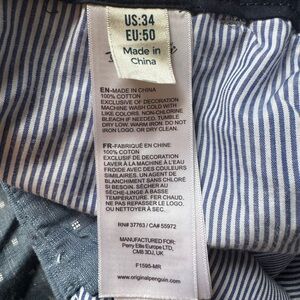 US:34
EU:50
Made in
China
EN-MADE IN CHINA
100% COTTON
EXCLUSIVE OF DECORATION
MACHINE WASH COLD WITH
LIKE COLORS. NON-CHLORINE
BLEACH IF NEEDED. TUMBLE
DRY LOW, WARM IRON. DO NOT
IRON LOGO. OR DRY CLEAN.
FR-FABRIQUÉ EN CHINE
100% COTON
EXCLUSIF DE DÉCORATION
LAVER À LA MACHINE À L'EAU
FROIDE AVEC DES COULEURS
SIMILAIRES. UN AGENT DE
BLANCHIMENT SANS CHLORE
SI BESOIN. SÉCHER AU
SÈCHE-LINGE À BASSE
TEMPERATURE. FER CHAUD.
NE PAS REPASSER LE LOGO.
OU NETTOYER À SEC.
RN# 37763 / CA# 55972
MANUFACTURED FOR:
Perry Ellis Europe LTD,
CM8 3DJ, UK
F1595-MR
www.originalpenguin.com